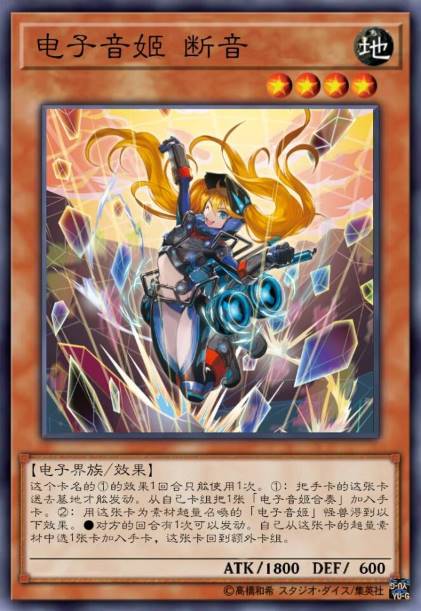 电子音姬 断音
地
【电子界族/效果】
这个卡名的①的效果1回合只能使用1次。①：把手卡的这张卡
送去墓地才能发动。从自己卡组把1张「电子音姬合奏」加入手
卡。②：用这张卡为素材超量召唤的「电子音姬」怪兽得到以
下效果。●对方的回合有1次可以发动。自己从这张卡的超量素
材中选1张卡加入手卡，这张卡回到额外卡组。
ATK/1800 DEF/ 600
©高橋和希 スタジオ・ダイス/集英社